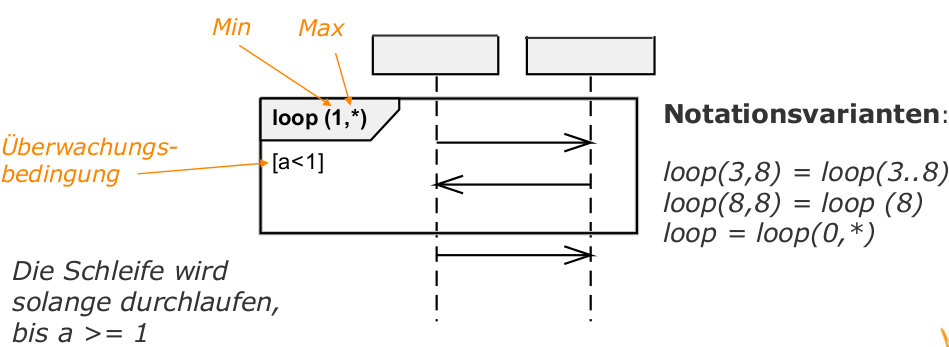 Min
Max
loop (1,*)
Überwachungs-
bedingung
[a<1]
Notationsvarianten:
loop(3,8) = loop(3..8)
loop(8,8) = loop (8)
loop = loop(0,*)
Die Schleife wird
solange durchlaufen,
bis a >= 1